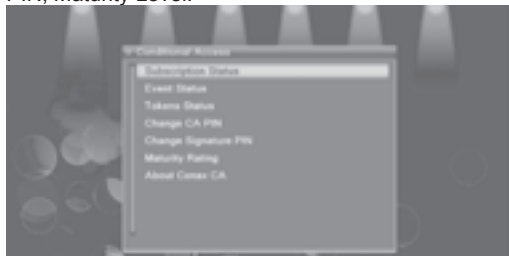 PIN, Maturity Level.
Conditional Access
Subscription Status
Event Status
Tokens Status
Change CA PIN
Change Signature PIN
Maturity Rating
About Conax CA